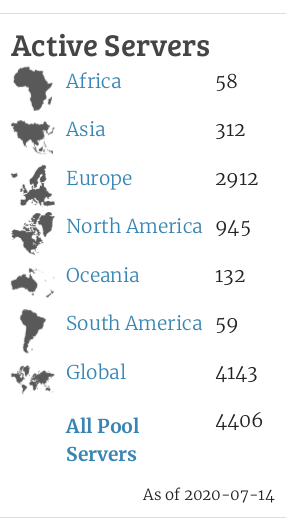 Active Servers
Africa 58
Asia 312
Europe 2912
North America 945
Oceania 132
South America 59
Global 4143
All Pool 4406
Servers
As of 2020-07-14